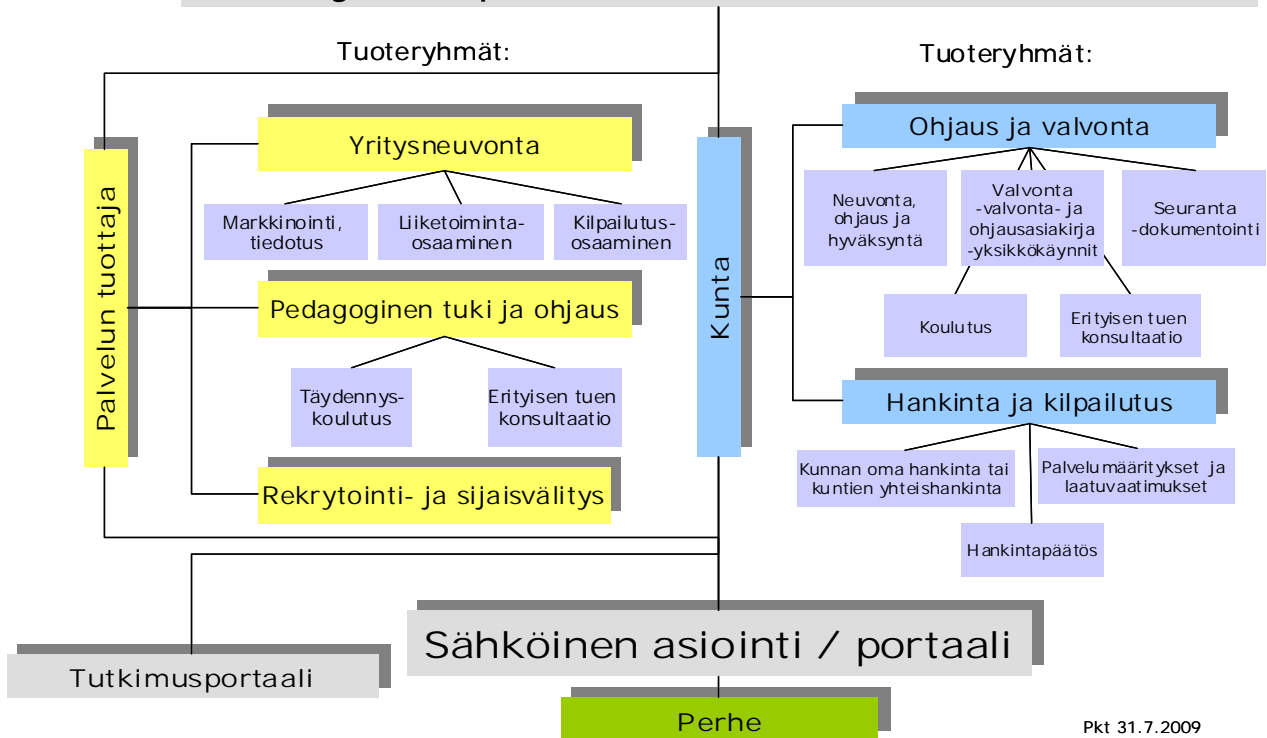 Tuoteryhmät:
Tuoteryhmät:
Palvelun tuottaja
Yritysneuvonta
Markkinointi,
tiedotus
Liiketoiminta-
osaaminen
Kilpailutus-
osaaminen
Pedagoginen tuki ja ohjaus
Täydennys-
koulutus
Erityisen tuen
konsultaatio
Rekrytointi- ja sijaisvälitys
Kunta
Ohjaus ja valvonta
Neuvonta,
ohjaus ja
hyväksyntä
Valvonta
-valvonta- ja
ohjausasiakirja
-yksikkökäynnit
Seuranta
-dokumentointi
Koulutus
Erityisen tuen
konsultaatio
Hankinta ja kilpailutus
Kunnan oma hankinta tai
kuntien yhteishankinta
Palvelumääritykset ja
laatuvaatimukset
Hankintapäätös
Sähköinen asiointi / portaali
Tutkimusportaali
Perhe
Pkt 31.7.2009